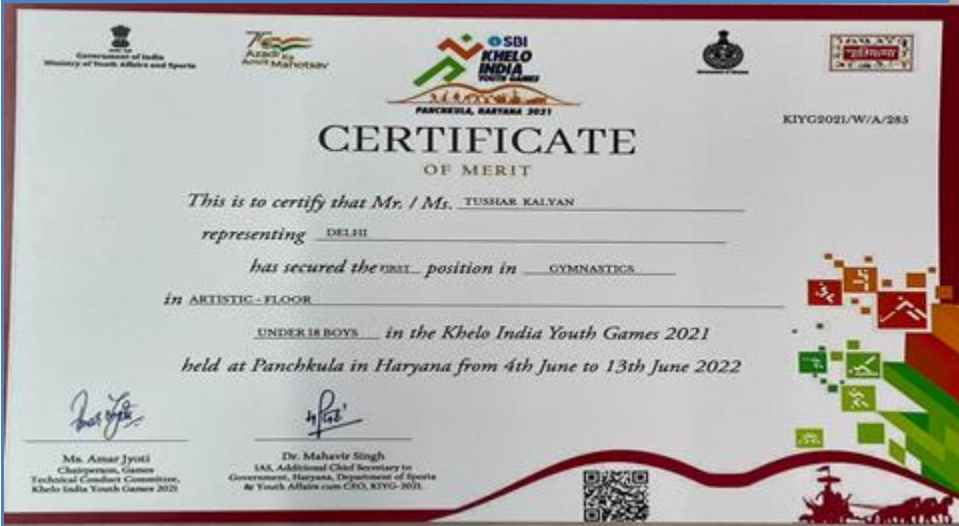 Government of India
Ministry of Youth Affairs and Sports
Azadi Ka
Amrit Mahotsav
SBI
KHELO
INDIA
YOUTH GAMES
PANCHKULA, HARYANA 2021
हरियाणा
KIYG2021/W/A/285
CERTIFICATE
OF MERIT
This is to certify that Mr. / Ms. TUSHAR KALYAN
representing DELHI
has secured the FIRST position in GYMNASTICS
in ARTISTIC - FLOOR
UNDER 18 BOYS in the Khelo India Youth Games 2021
held at Panchkula in Haryana from 4th June to 13th June 2022
Ms. Amar Jyoti
Chairperson, Games
Technical Conduct Committee,
Khelo India Youth Games 2021
Dr. Mahavir Singh
IAS, Additional Chief Secretary to
Government, Haryana, Department of Sports
& Youth Affairs cum CEO, KIYG-2021.